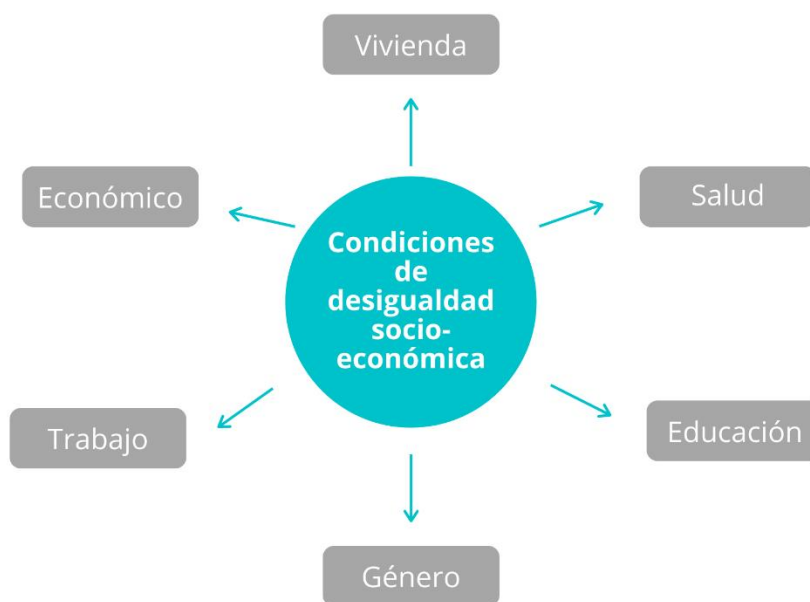 Vivienda
Económico
Salud
Condiciones
de
desigualdad
socio-
económica
Trabajo
Educación
Género